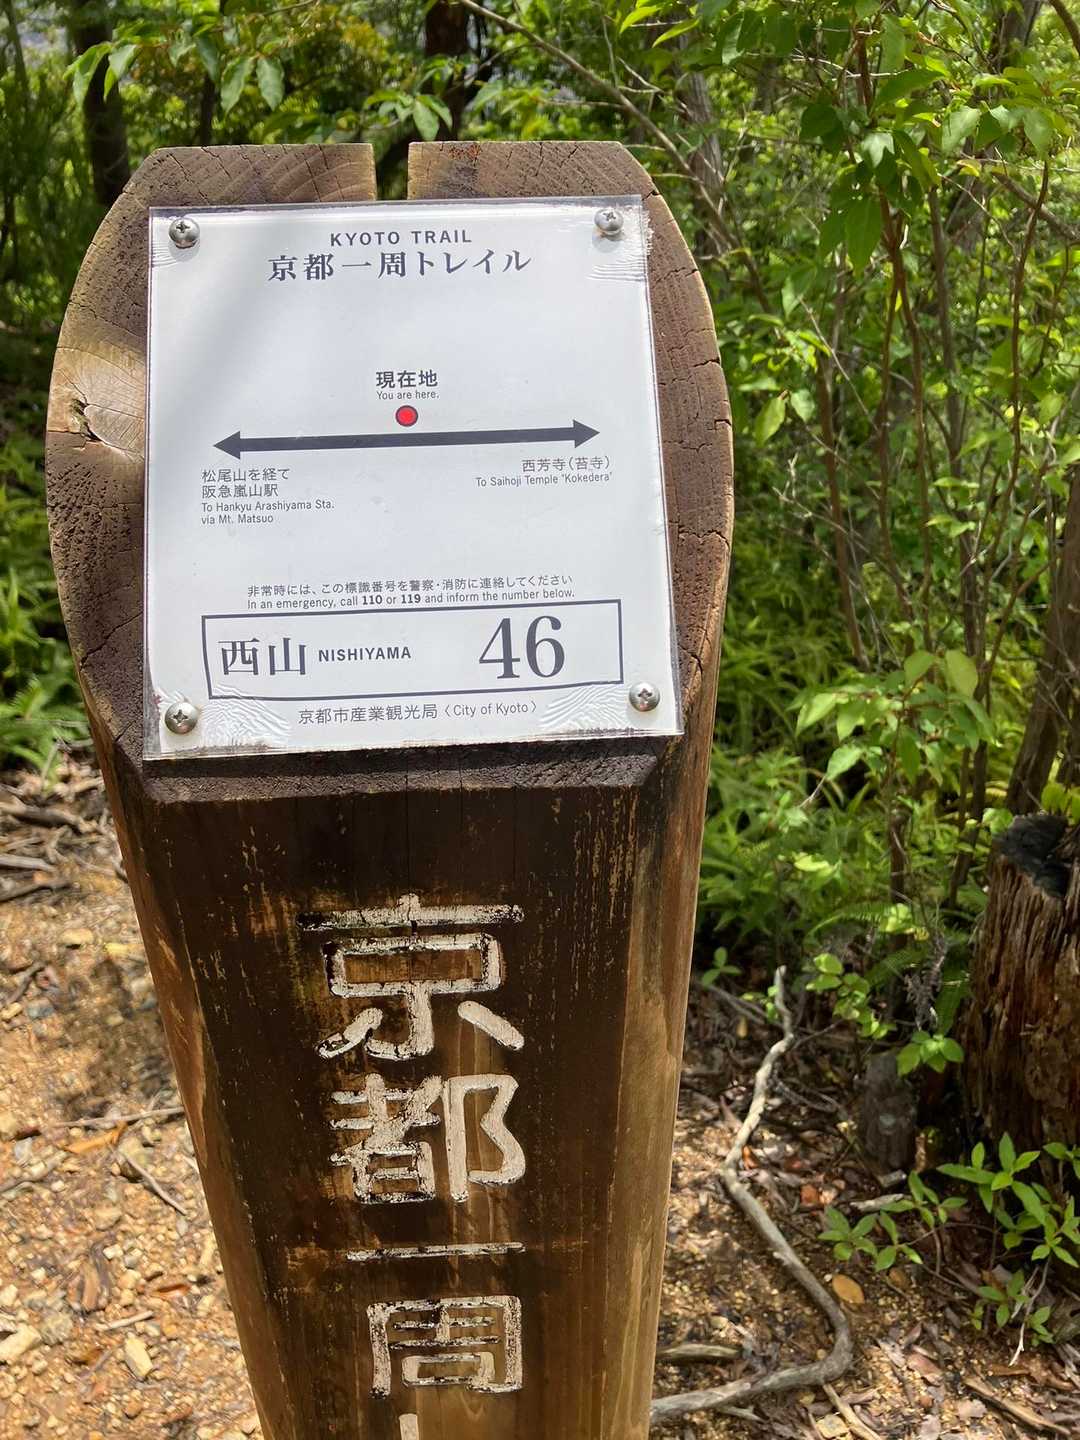 KYOTO TRAIL
京都一周トレイル
現在地
You are here.
松尾山を経て
阪急嵐山駅
To Hankyu Arashiyama Sta.
via Mt. Matsuo
西芳寺(苔寺)
To Saihoji Temple "Kokedera"
非常時には、この標識番号を警察・消防に連絡してください
In an emergency, call 110 or 119 and inform the number below.
西山 NISHIYAMA 46
京都市産業観光局〈City of Kyoto〉
京都一周